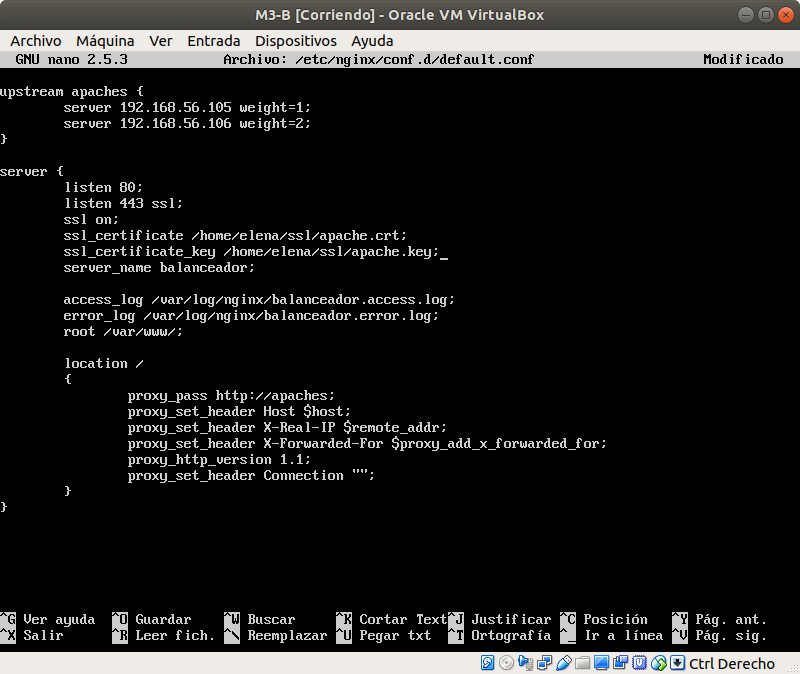 M3-B [Corriendo] - Oracle VM VirtualBox
Archivo Máquina Ver Entrada Dispositivos Ayuda
GNU nano 2.5.3 Archivo: /etc/nginx/conf.d/default.conf Modificado
upstream apaches {
server 192.168.56.105 weight=1;
server 192.168.56.106 weight=2;
}
server {
listen 80;
listen 443 ssl;
ssl on;
ssl_certificate /home/elena/ssl/apache.crt;
ssl_certificate_key /home/elena/ssl/apache.key;_
server_name balanceador;
access_log /var/log/nginx/balanceador.access.log;
error_log /var/log/nginx/balanceador.error.log;
root /var/www/;
location /
{
proxy_pass http://apaches;
proxy_set_header Host $host;
proxy_set_header X-Real-IP $remote_addr;
proxy_set_header X-Forwarded-For $proxy_add_x_forwarded_for;
proxy_http_version 1.1;
proxy_set_header Connection "";
}
}
^G Ver ayuda ^O Guardar ^W Buscar ^K Cortar Text ^J Justificar ^C Posición ^Y Pág. ant.
^X Salir ^R Leer fich. ^\ Reemplazar ^U Pegar txt ^T Ortografía ^_ Ir a línea ^V Pág. sig.
Ctrl Derecho